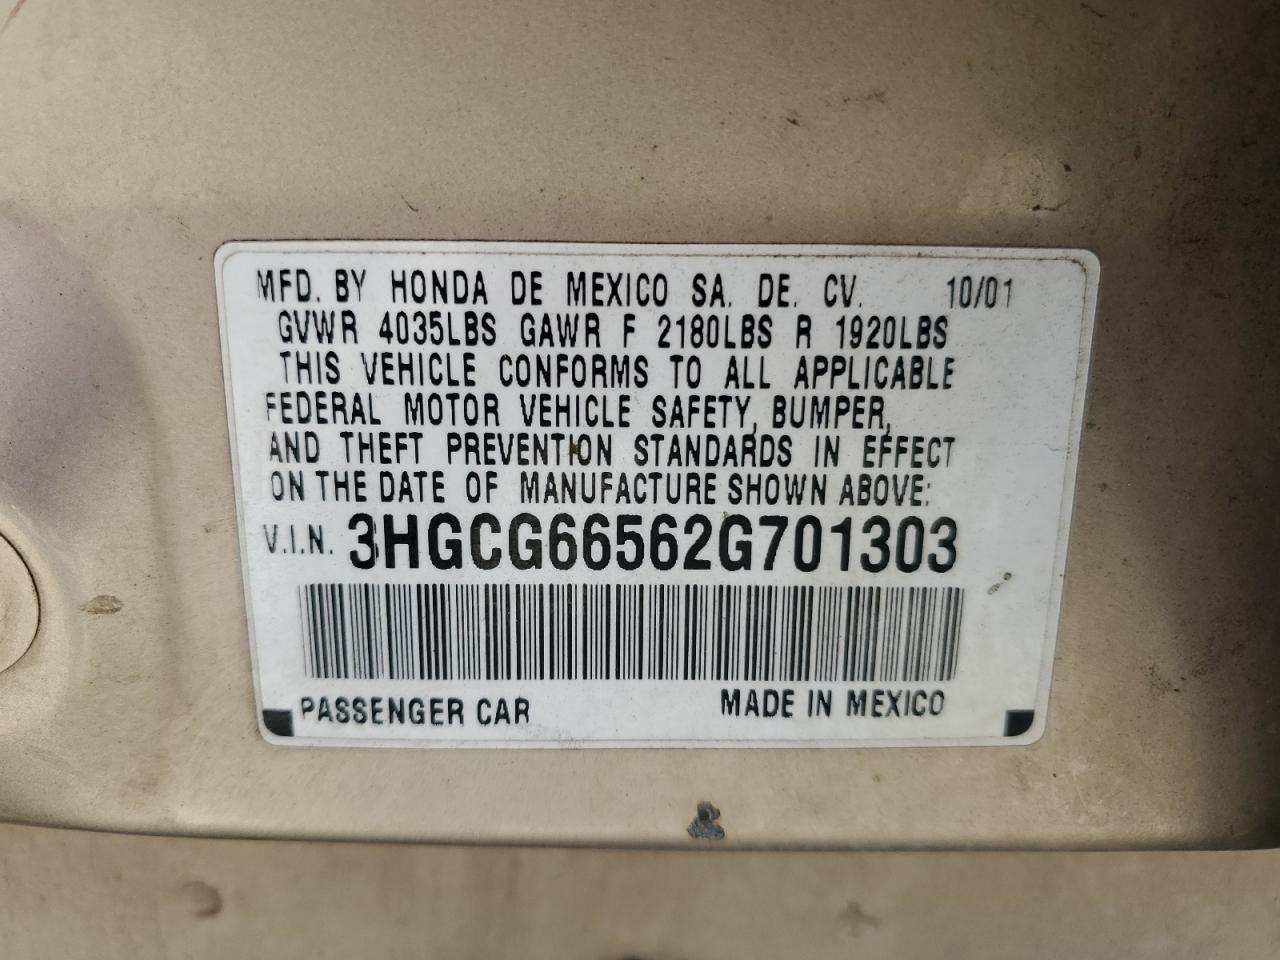 MFD. BY HONDA DE MEXICO SA. DE. CV. 10/01
GVWR 4035LBS GAWR F 2180LBS R 1920LBS
THIS VEHICLE CONFORMS TO ALL APPLICABLE
FEDERAL MOTOR VEHICLE SAFETY, BUMPER,
AND THEFT PREVENTION STANDARDS IN EFFECT
ON THE DATE OF MANUFACTURE SHOWN ABOVE:
V.I.N. 3HGCG66562G701303
PASSENGER CAR MADE IN MEXICO